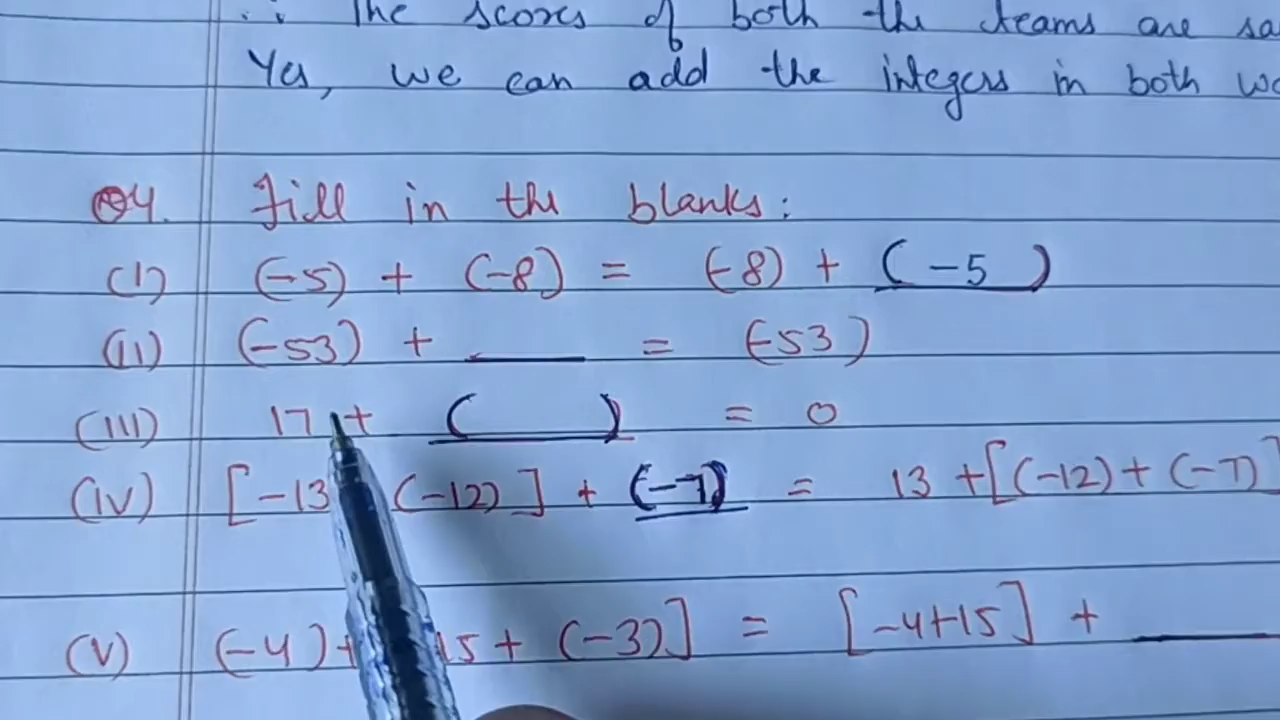 ∴ The scores of both the teams are sa
Yes, we can add the integers in both
Q4. Fill in the blanks:
(I) (-5) + (-8) = (-8) + (-5)
(II) (-53) + ____ = (-53)
(III) 17 + (    ) = 0
(IV) [-13 (-12)] + (-7) = 13 + [(-12) + (-7)]
(V) (-4) + 15 + (-3)] = [-4+15] + ____